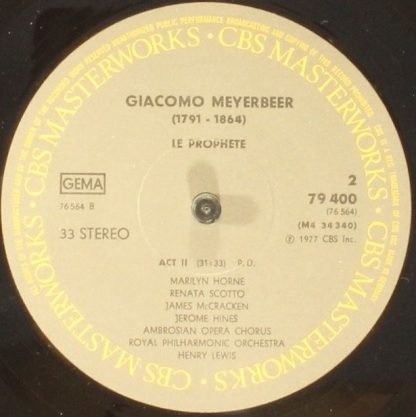 CBS MASTERWORKS · CBS MASTERWORKS · CBS MASTERWORKS · CBS MASTERWORKS ·
GIACOMO MEYERBEER
(1791 - 1864)
LE PROPHETE
GEMA
2
76 564 B
79 400
(76 564)
33 STEREO
(M4 34 340)
℗ 1977 CBS Inc.
ACT II (31:33) P.D.
MARILYN HORNE
RENATA SCOTTO
JAMES McCRACKEN
JEROME HINES
AMBROSIAN OPERA CHORUS
ROYAL PHILHARMONIC ORCHESTRA
HENRY LEWIS